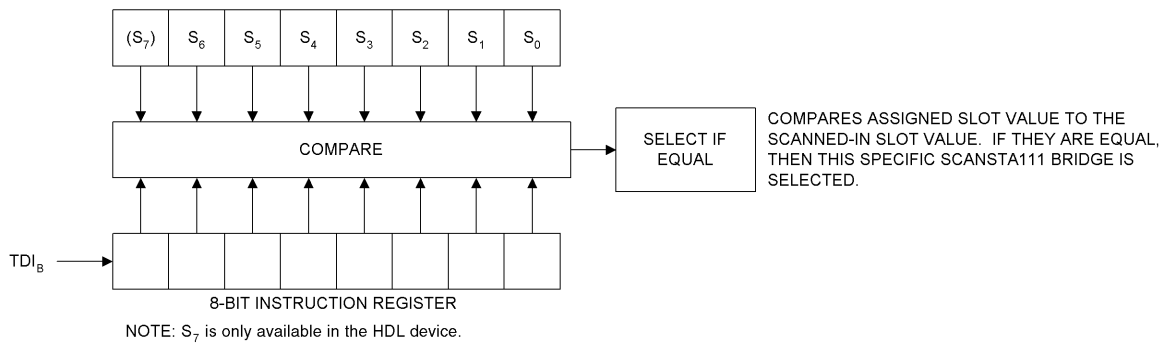 (S₇) S₆ S₅ S₄ S₃ S₂ S₁ S₀
COMPARE
SELECT IF
EQUAL
COMPARES ASSIGNED SLOT VALUE TO THE
SCANNED-IN SLOT VALUE.  IF THEY ARE EQUAL,
THEN THIS SPECIFIC SCANSTA111 BRIDGE IS
SELECTED.
TDI_B
8-BIT INSTRUCTION REGISTER
NOTE: S₇ is only available in the HDL device.